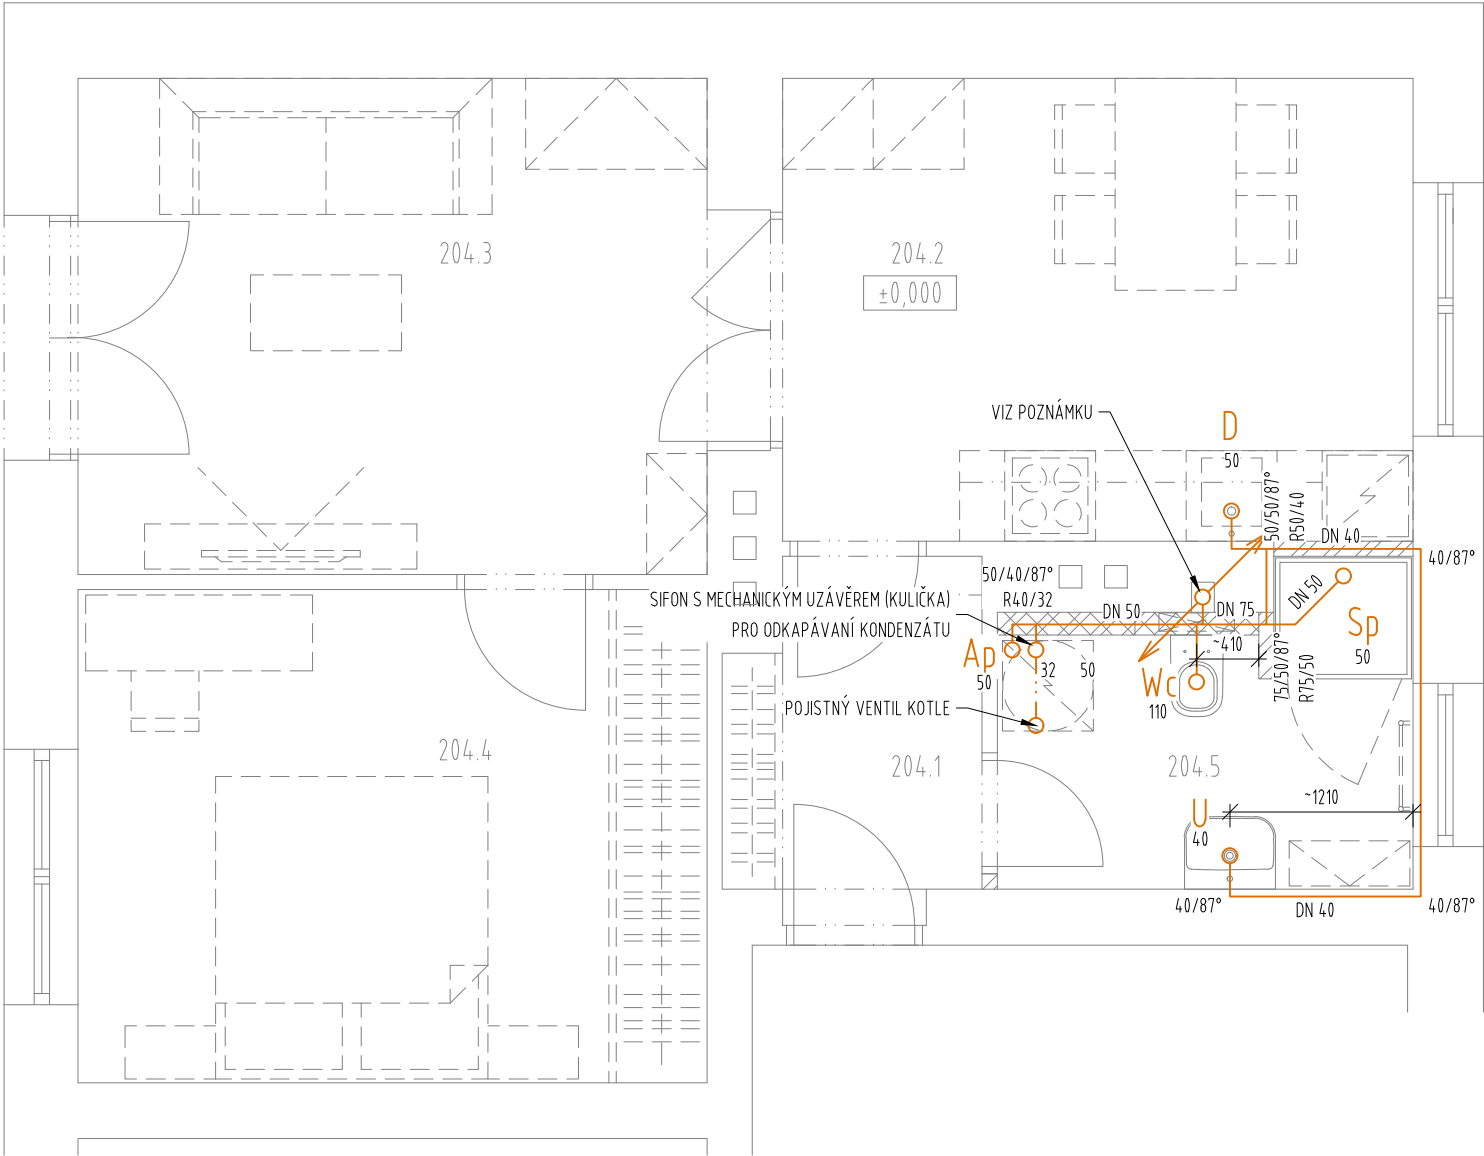 204.3
204.2
±0,000
VIZ POZNÁMKU
D
50
50/50/87°
R50/40
DN 40
40/87°
50/40/87°
R40/32
SIFON S MECHANICKÝM UZÁVĚREM (KULIČKA)
PRO ODKAPÁVANÍ KONDENZÁTU
DN 50
DN 75
DN 50
Sp
50
~410
75/50/87°
R75/50
Ap
50
32
50
Wc
110
POJISTNÝ VENTIL KOTLE
204.4
204.1
204.5
~1210
U
40
40/87°
DN 40
40/87°